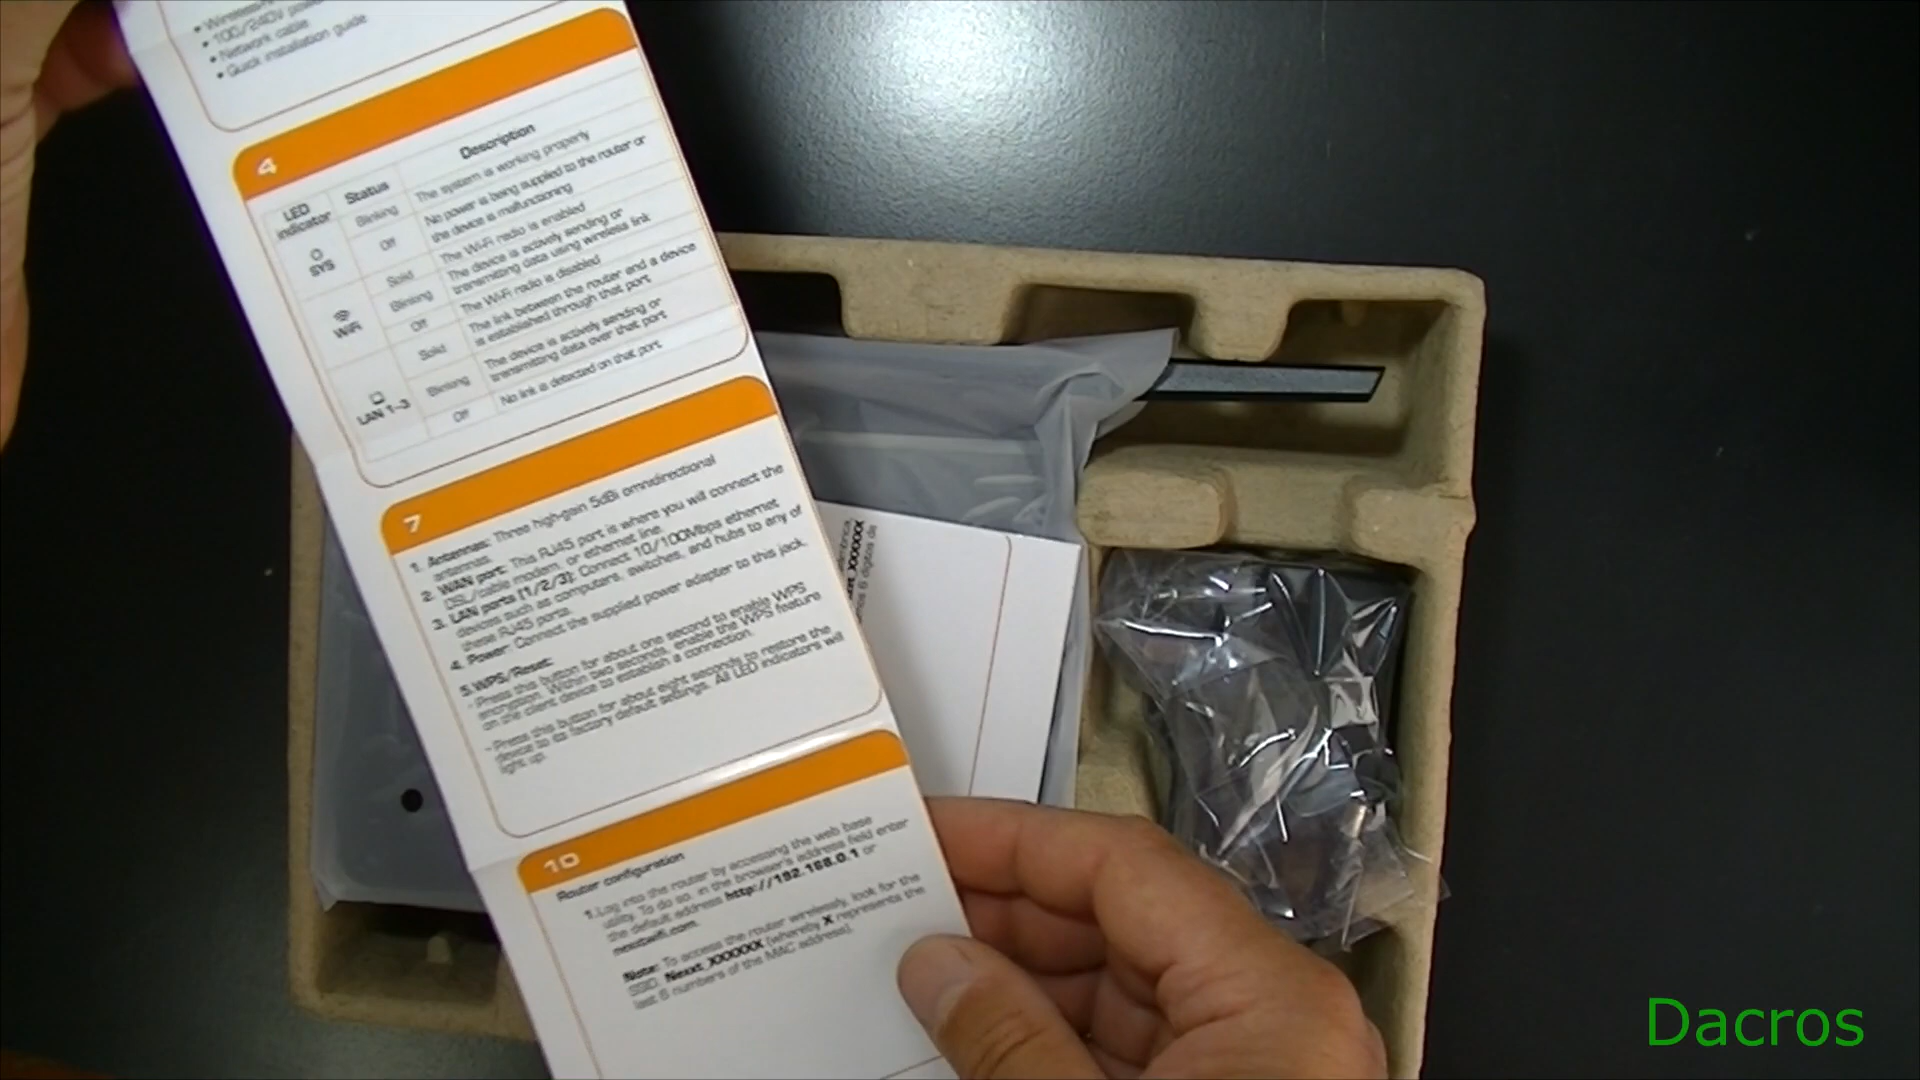 • Wireless
• 100/240V power
• Network cable
• Quick installation guide
4
LED indicator
Status
Description
SYS
Blinking
The system is working properly
Off
No power is being supplied to the router or
the device is malfunctioning
WiFi
Solid
The Wi-Fi radio is enabled
Blinking
The device is actively sending or
transmitting data using wireless link
Off
The Wi-Fi radio is disabled
LAN 1-3
Solid
The link between the router and a device
is established through that port
Blinking
The device is actively sending or
transmitting data over that port
Off
No link is detected on that port
7
1. Antennas: Three high-gain 5dBi omnidirectional
antennas.
2. WAN port: This RJ45 port is where you will connect the
DSL/cable modem, or ethernet line.
3. LAN ports (1/2/3): Connect 10/100Mbps ethernet
devices such as computers, switches, and hubs to any of
these RJ45 ports.
4. Power: Connect the supplied power adapter to this jack.
5. WPS/Reset:
- Press this button for about one second to enable WPS
encryption. Within two seconds, enable the WPS feature
on the client device to establish a connection.
- Press this button for about eight seconds to restore the
device to its factory default settings. All LED indicators will
light up.
10
Router configuration
1. Log into the router by accessing the web base
utility. To do so, in the browser's address field enter
the default address http://192.168.0.1 or
nexxtwifi.com.
Note: To access the router wirelessly, look for the
SSID, Nexxt_XXXXXX (whereby X represents the
last 6 numbers of the MAC address).
XXXXXX
6 dígitos de
Dacros